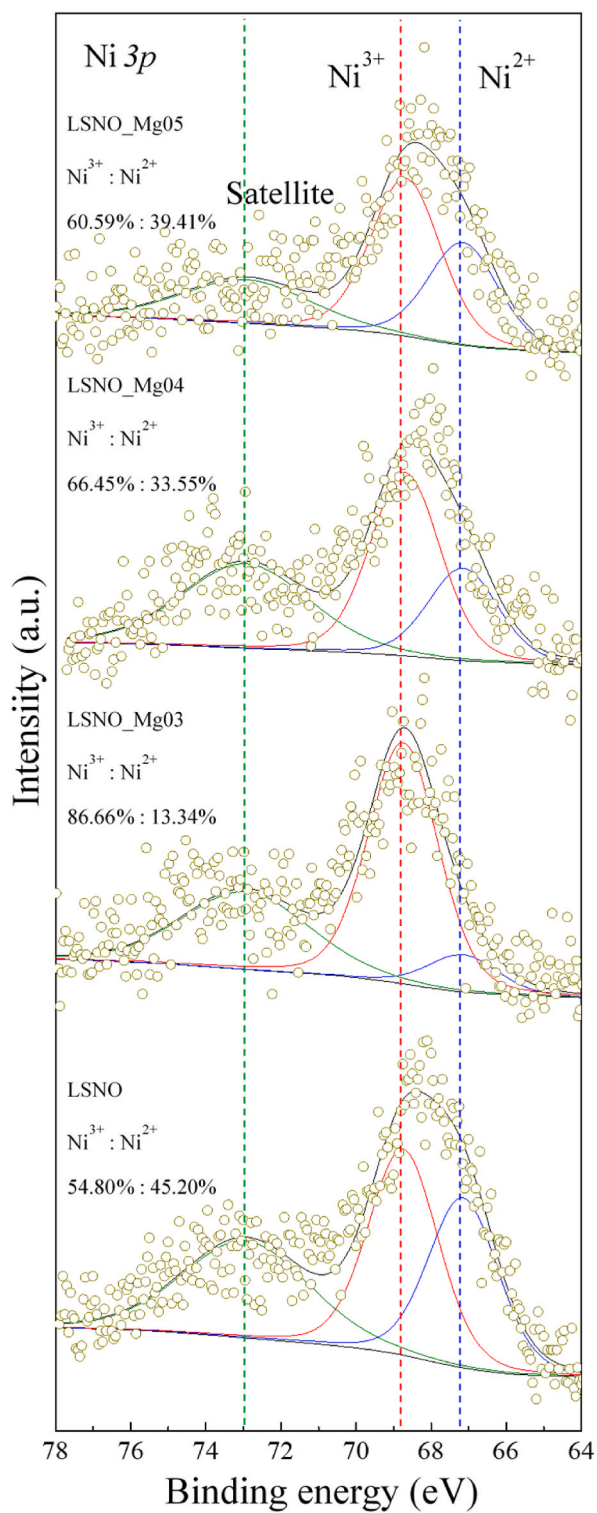 Ni 3p
Ni3+
Ni2+
LSNO_Mg05
Ni3+ : Ni2+
60.59% : 39.41%
Satellite
LSNO_Mg04
Ni3+ : Ni2+
66.45% : 33.55%
LSNO_Mg03
Ni3+ : Ni2+
86.66% : 13.34%
LSNO
Ni3+ : Ni2+
54.80% : 45.20%
Intensiity (a.u.)
78 76 74 72 70 68 66 64
Binding energy (eV)